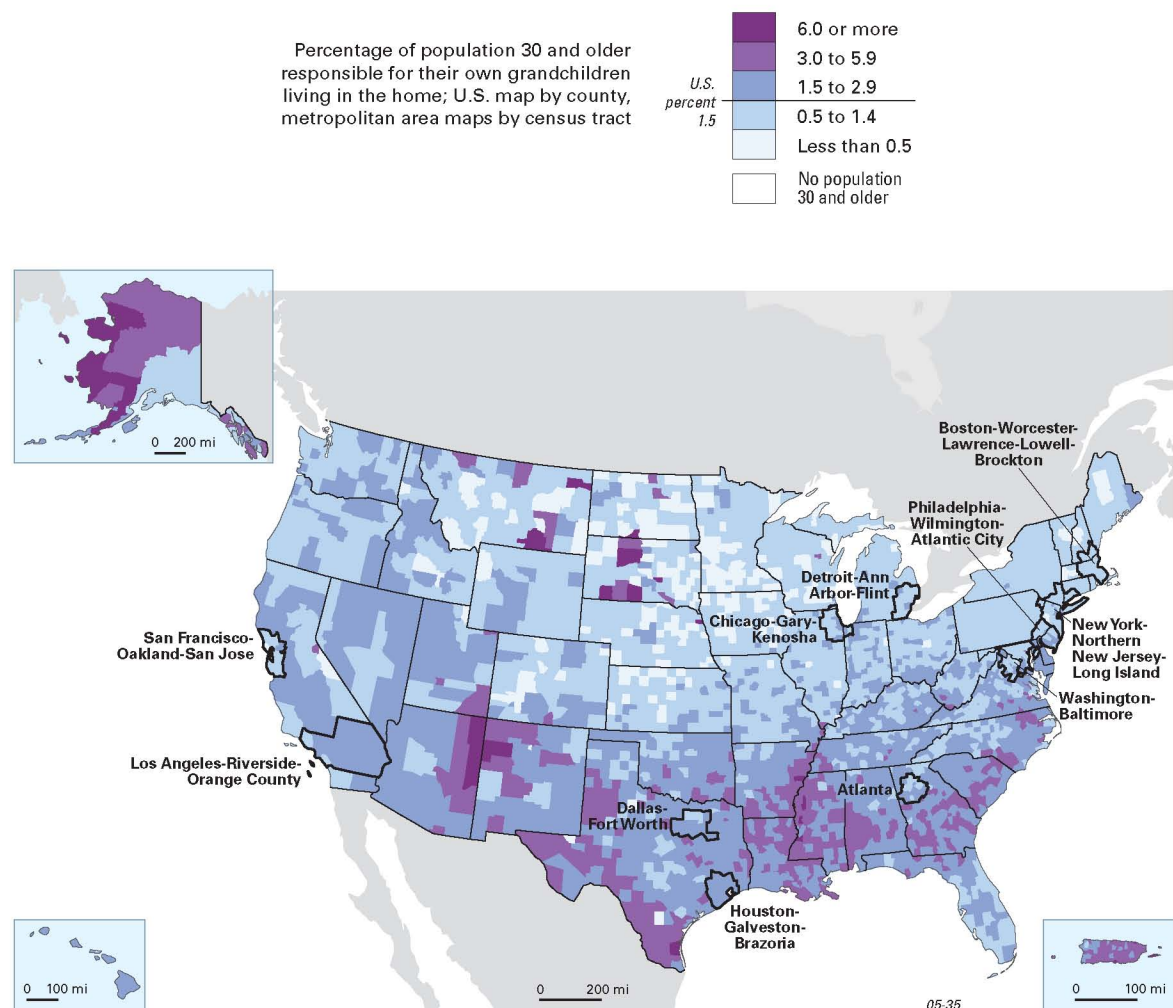 Percentage of population 30 and older
responsible for their own grandchildren
living in the home; U.S. map by county,
metropolitan area maps by census tract
U.S.
percent
1.5
6.0 or more
3.0 to 5.9
1.5 to 2.9
0.5 to 1.4
Less than 0.5
No population
30 and older
0 200 mi
Boston-Worcester-
Lawrence-Lowell-
Brockton
Philadelphia-
Wilmington-
Atlantic City
Detroit-Ann
Arbor-Flint
Chicago-Gary-
Kenosha
New York-
Northern
New Jersey-
Long Island
Washington-
Baltimore
San Francisco-
Oakland-San Jose
Los Angeles-Riverside-
Orange County
Dallas-
Fort Worth
Atlanta
Houston-
Galveston-
Brazoria
0 100 mi
0 200 mi
0 100 mi
05-35